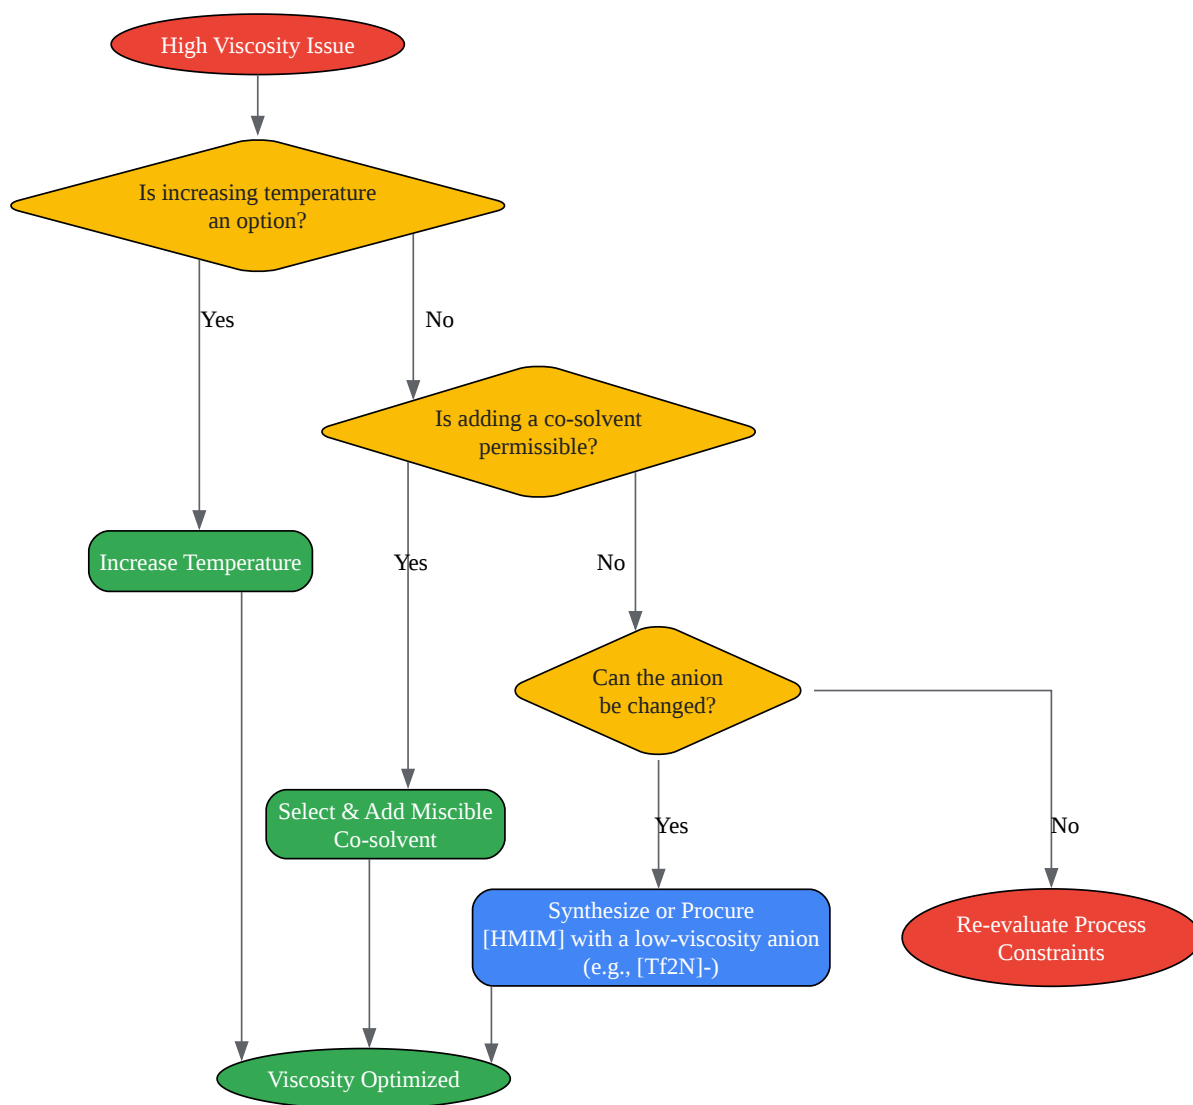 High Viscosity Issue
Is increasing temperature
an option?
Yes
No
Is adding a co-solvent
permissible?
Increase Temperature
Yes
No
Can the anion
be changed?
Select & Add Miscible
Co-solvent
Yes
No
Synthesize or Procure
[HMIM] with a low-viscosity anion
(e.g., [Tf2N]-)
Re-evaluate Process
Constraints
Viscosity Optimized